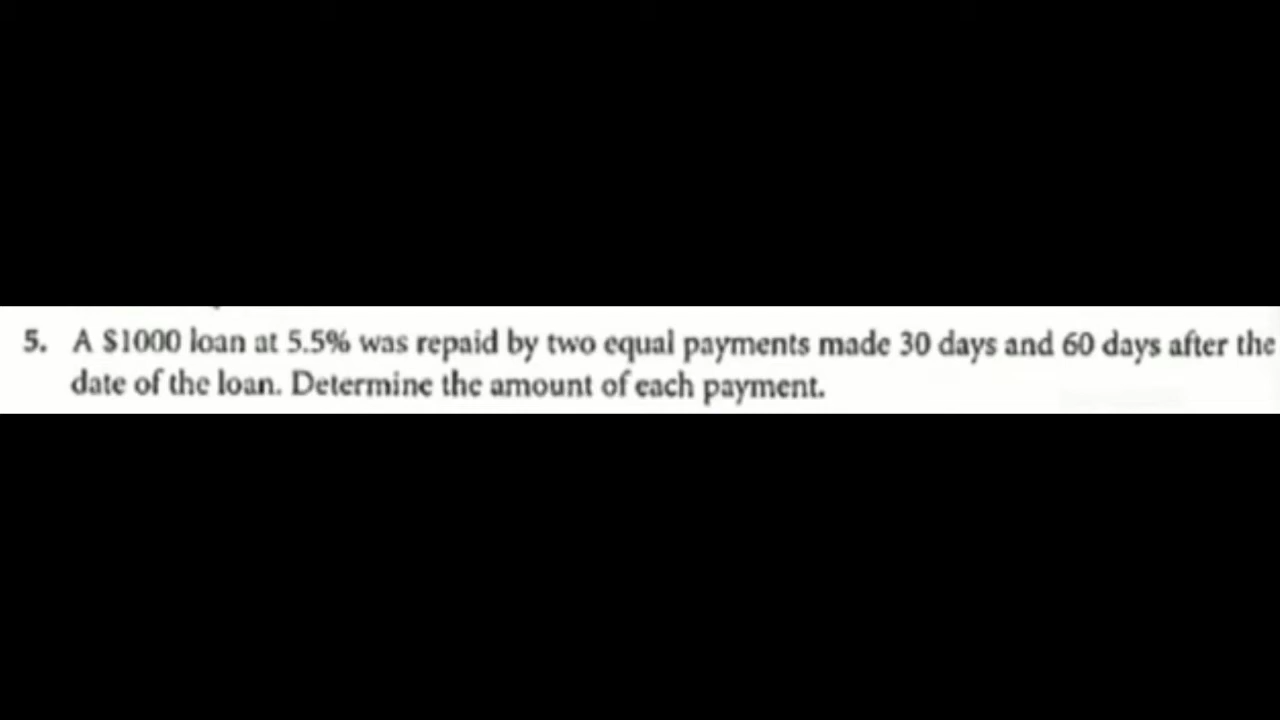 5. A $1000 loan at 5.5% was repaid by two equal payments made 30 days and 60 days after the
date of the loan. Determine the amount of each payment.